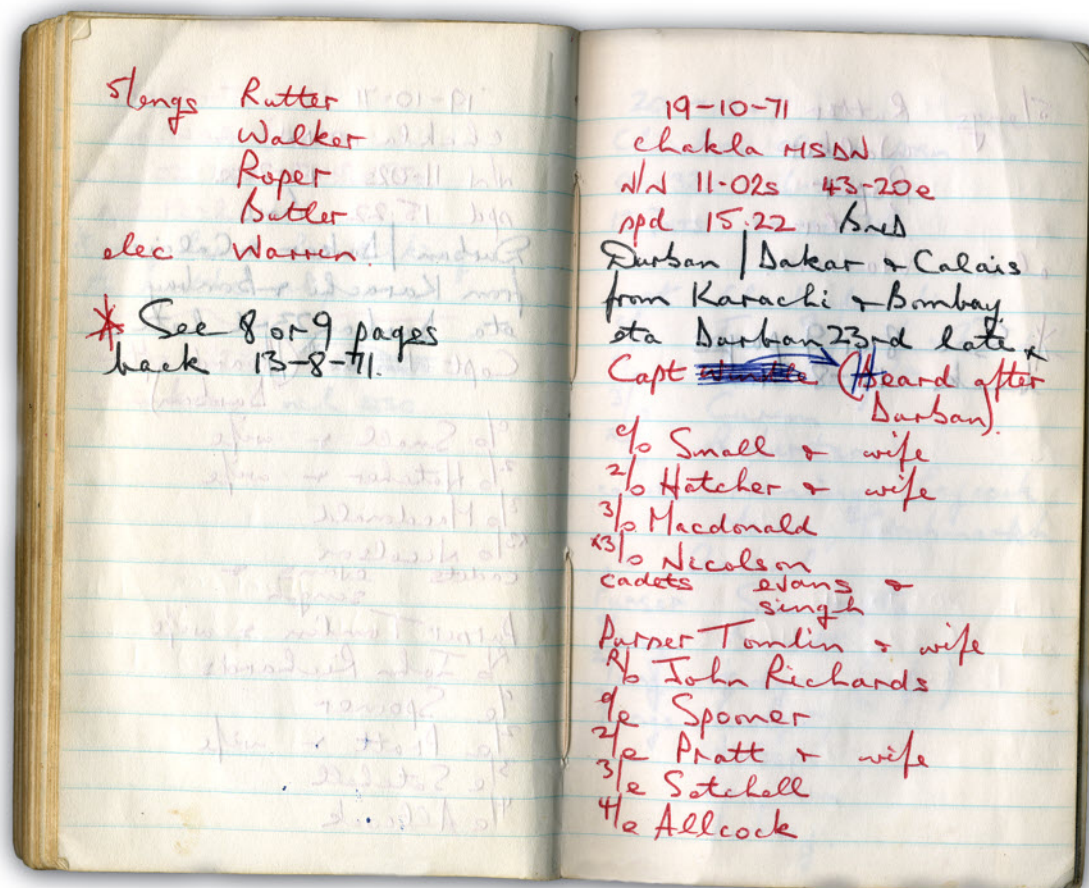 5/engs Rutter
Walker
Roper
Butler
elec Warren.
* See 8 or 9 pages
back 13-8-71.
19-10-71
chakla MSDN
N/N 11-02s 43-20e
spd 15.22 BND
Durban / Dakar & Calais
from Karachi & Bombay
eta Durban 23rd late x
Capt (Heard after
Durban).
c/o Small & wife
2/o Hatcher & wife
3/o Macdonald
x3/o Nicolson
cadets evans &
singh
Purser Tomlin & wife
R/o John Richards
c/e Spooner
2/e Pratt & wife
3/e Satchell
4/e Allcock